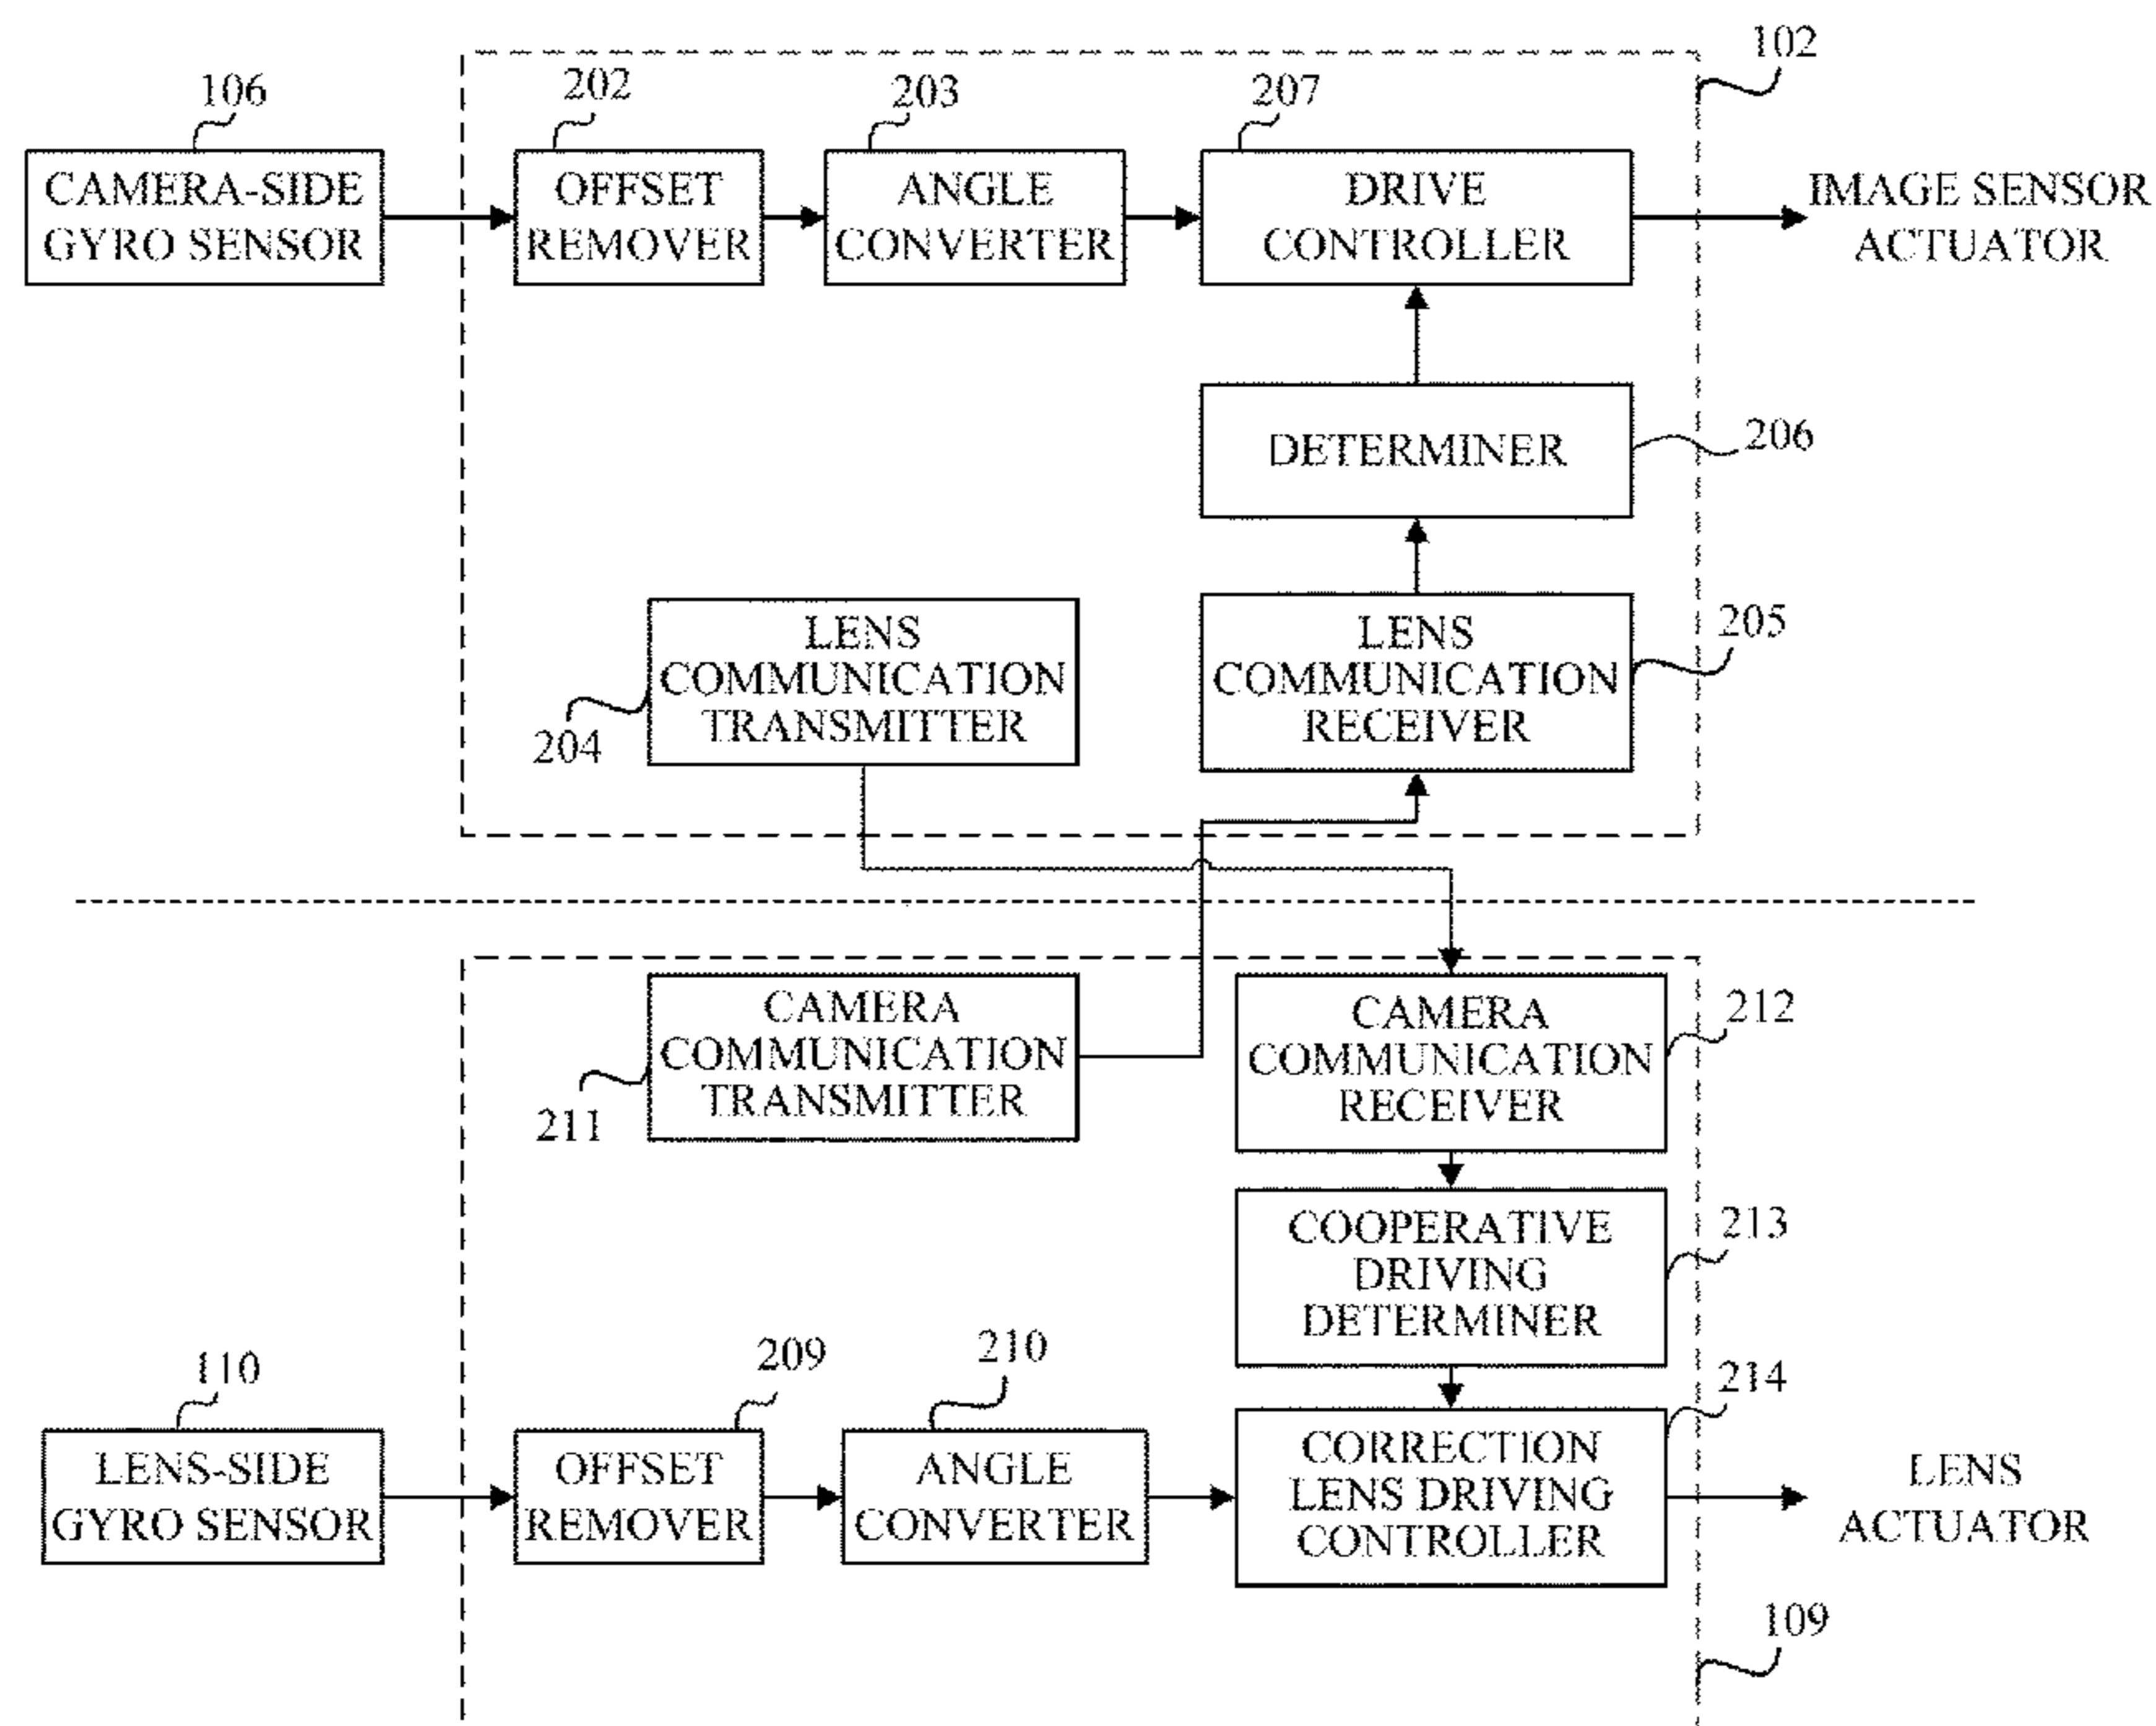 102
106
202
203
207
CAMERA-SIDE
GYRO SENSOR
OFFSET
REMOVER
ANGLE
CONVERTER
DRIVE
CONTROLLER
IMAGE SENSOR
ACTUATOR
DETERMINER
206
LENS
COMMUNICATION
TRANSMITTER
204
LENS
COMMUNICATION
RECEIVER
205
CAMERA
COMMUNICATION
TRANSMITTER
211
CAMERA
COMMUNICATION
RECEIVER
212
COOPERATIVE
DRIVING
DETERMINER
213
110
209
210
214
LENS-SIDE
GYRO SENSOR
OFFSET
REMOVER
ANGLE
CONVERTER
CORRECTION
LENS DRIVING
CONTROLLER
LENS
ACTUATOR
109